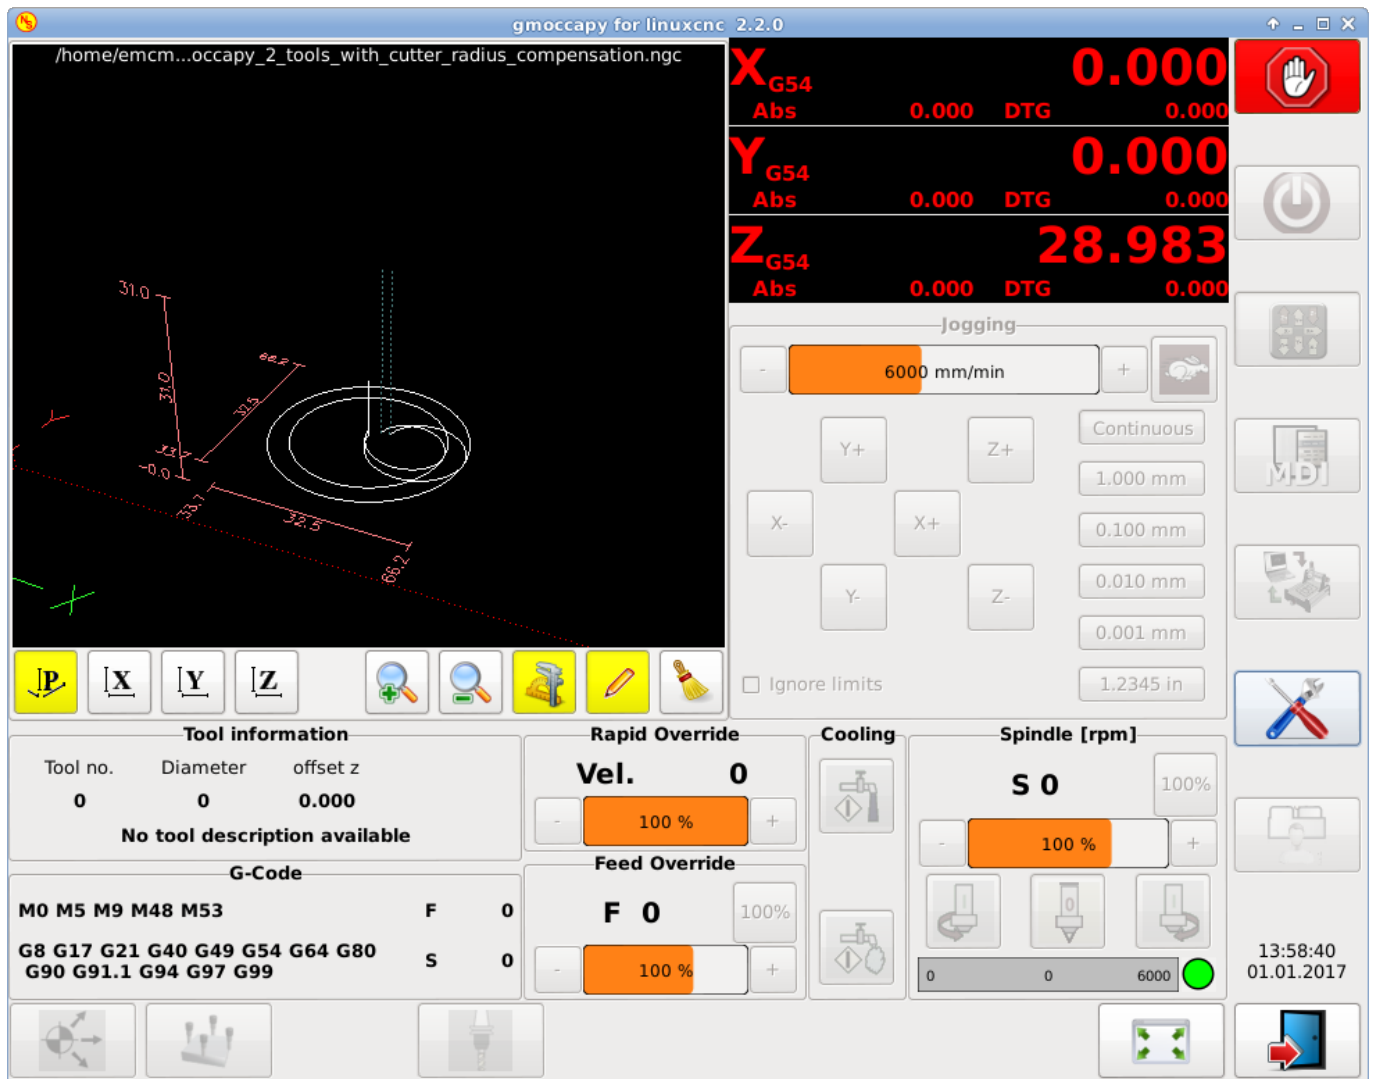 gmoccapy for linuxcnc 2.2.0
/home/emcm...occapy_2_tools_with_cutter_radius_compensation.ngc
31.0
31.0
66.2
32.5
33.7
-0.0
33.7
32.5
66.2
Y
X
X G54 0.000
Abs 0.000 DTG 0.000
Y G54 0.000
Abs 0.000 DTG 0.000
Z G54 28.983
Abs 0.000 DTG 0.000
Jogging
- 6000 mm/min +
Y+ Z+
X- X+
Y- Z-
Continuous
1.000 mm
0.100 mm
0.010 mm
0.001 mm
Ignore limits 1.2345 in
MDI
P X Y Z
Tool information
Tool no. Diameter offset z
0 0 0.000
No tool description available
G-Code
M0 M5 M9 M48 M53 F 0
G8 G17 G21 G40 G49 G54 G64 G80
G90 G91.1 G94 G97 G99
S 0
Rapid Override
Vel. 0
- 100 % +
Feed Override
F 0 100%
- 100 % +
Cooling
Spindle [rpm]
S 0 100%
- 100 % +
0
0 0 6000
13:58:40
01.01.2017